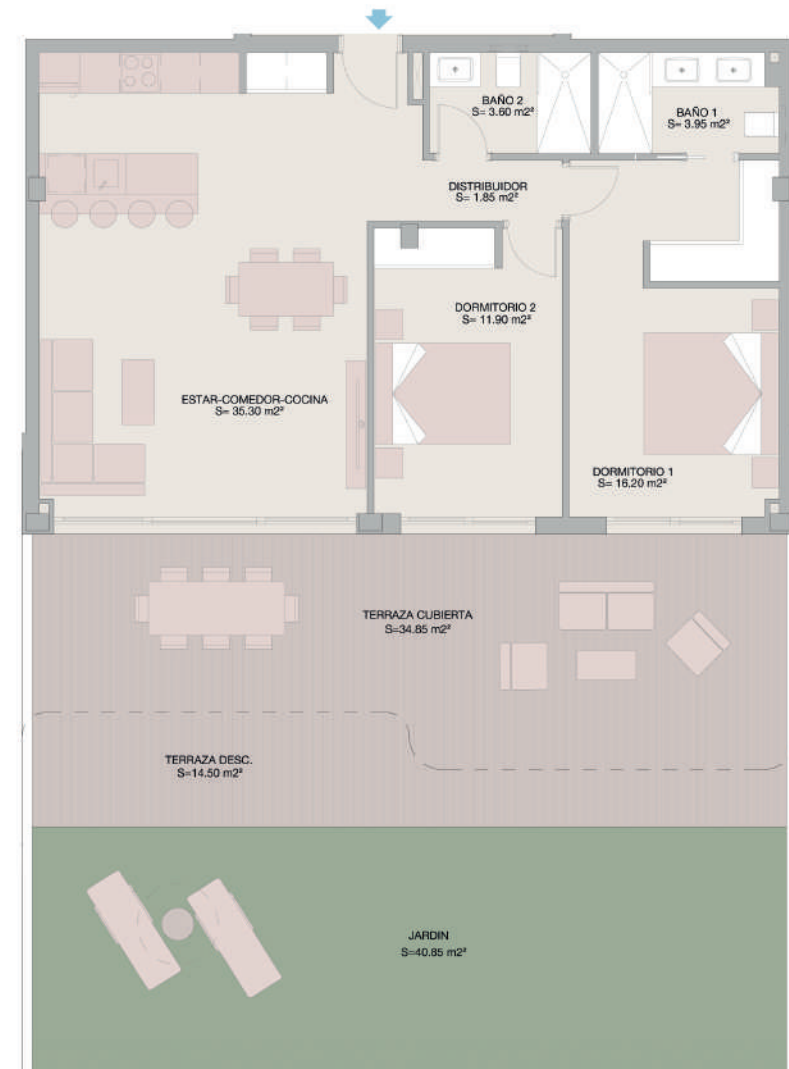 BAÑO 2
S= 3.60 m2²
BAÑO 1
S= 3.95 m2²
DISTRIBUIDOR
S= 1.85 m2²
DORMITORIO 2
S= 11.90 m2²
ESTAR-COMEDOR-COCINA
S= 35.30 m2²
DORMITORIO 1
S= 16.20 m2²
TERRAZA CUBIERTA
S=34.85 m2²
TERRAZA DESC.
S=14.50 m2²
JARDIN
S=40.85 m2²